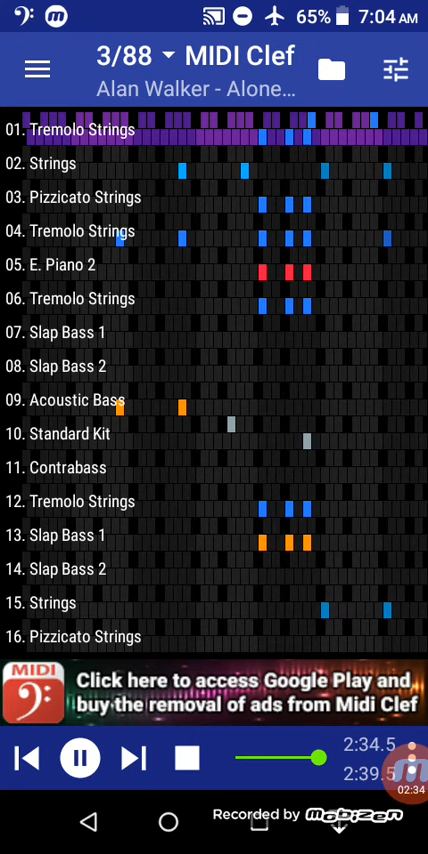 65% 7:04 AM
3/88 MIDI Clef
Alan Walker - Alone...
01. Tremolo Strings
02. Strings
03. Pizzicato Strings
04. Tremolo Strings
05. E. Piano 2
06. Tremolo Strings
07. Slap Bass 1
08. Slap Bass 2
09. Acoustic Bass
10. Standard Kit
11. Contrabass
12. Tremolo Strings
13. Slap Bass 1
14. Slap Bass 2
15. Strings
16. Pizzicato Strings
MIDI
Click here to access Google Play and
buy the removal of ads from Midi Clef
2:34.5
2:39.5
02:34
Recorded by mobizen